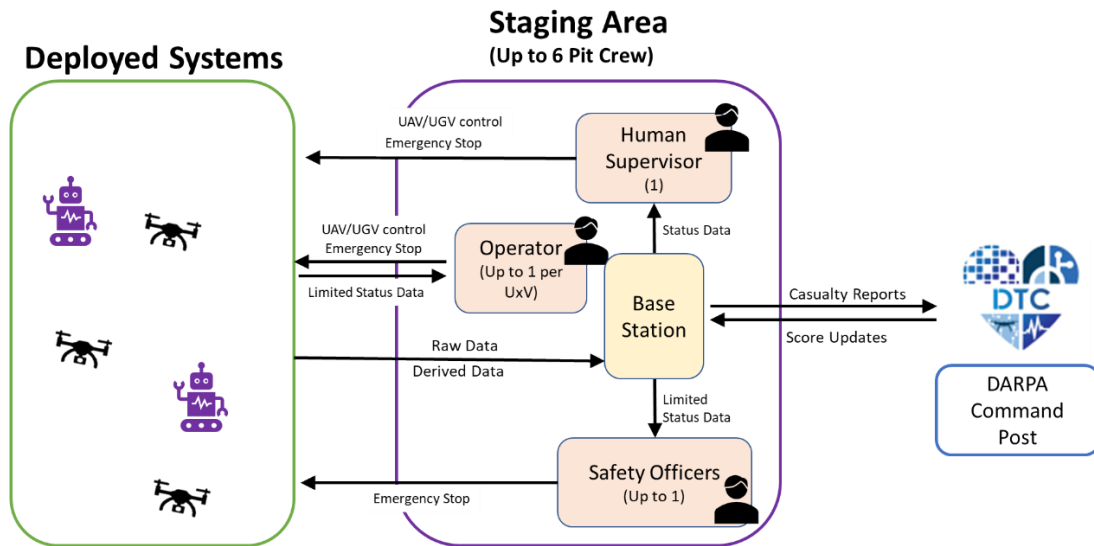 Deployed Systems
Staging Area
(Up to 6 Pit Crew)
UAV/UGV control
Emergency Stop
Human
Supervisor
(1)
Status Data
UAV/UGV control
Emergency Stop
Limited Status Data
Operator
(Up to 1 per
UxV)
Base
Station
Raw Data
Derived Data
Casualty Reports
Score Updates
DTC
DARPA
Command
Post
Limited
Status Data
Safety Officers
(Up to 1)
Emergency Stop